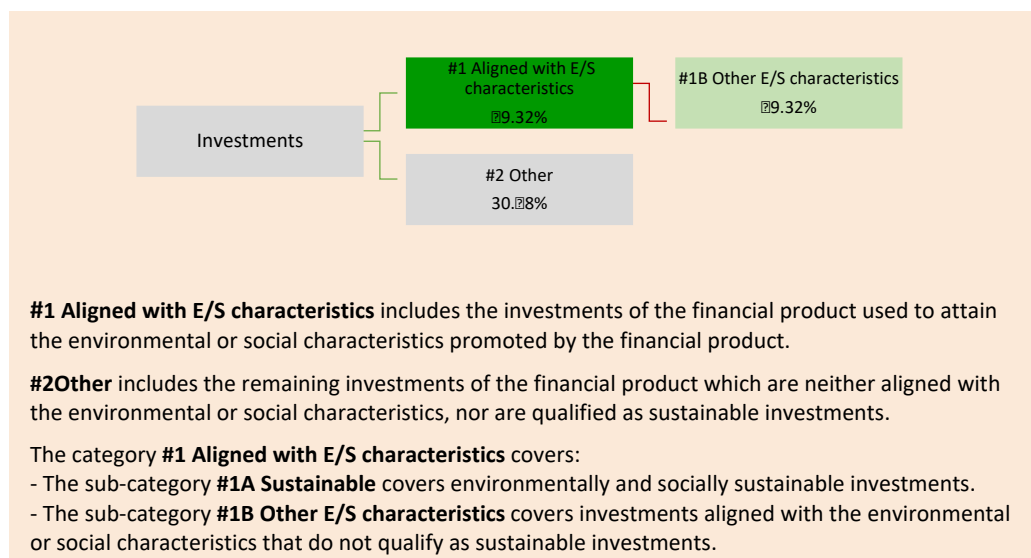 #1 Aligned with E/S
characteristics
⍰9.32%
#1B Other E/S characteristics
⍰9.32%
Investments
#2 Other
30.⍰8%
#1 Aligned with E/S characteristics includes the investments of the financial product used to attain
the environmental or social characteristics promoted by the financial product.
#2Other includes the remaining investments of the financial product which are neither aligned with
the environmental or social characteristics, nor are qualified as sustainable investments.
The category #1 Aligned with E/S characteristics covers:
- The sub-category #1A Sustainable covers environmentally and socially sustainable investments.
- The sub-category #1B Other E/S characteristics covers investments aligned with the environmental
or social characteristics that do not qualify as sustainable investments.